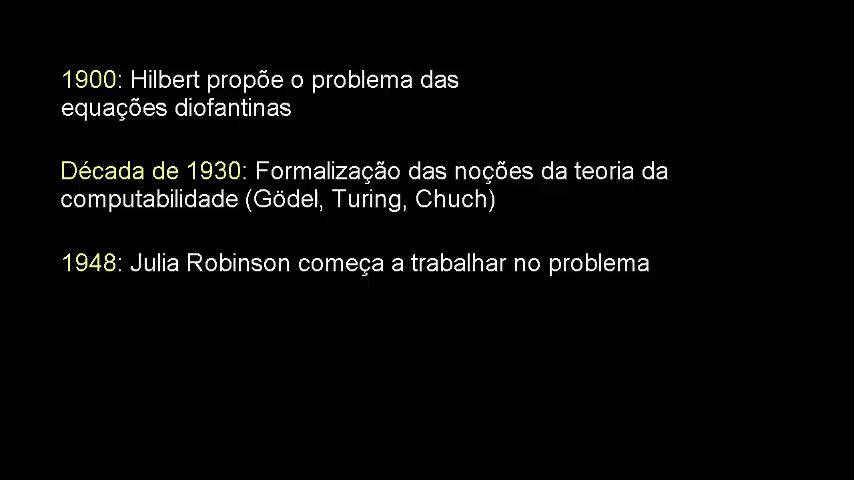 1900: Hilbert propõe o problema das
equações diofantinas
Década de 1930: Formalização das noções da teoria da
computabilidade (Gödel, Turing, Chuch)
1948: Julia Robinson começa a trabalhar no problema